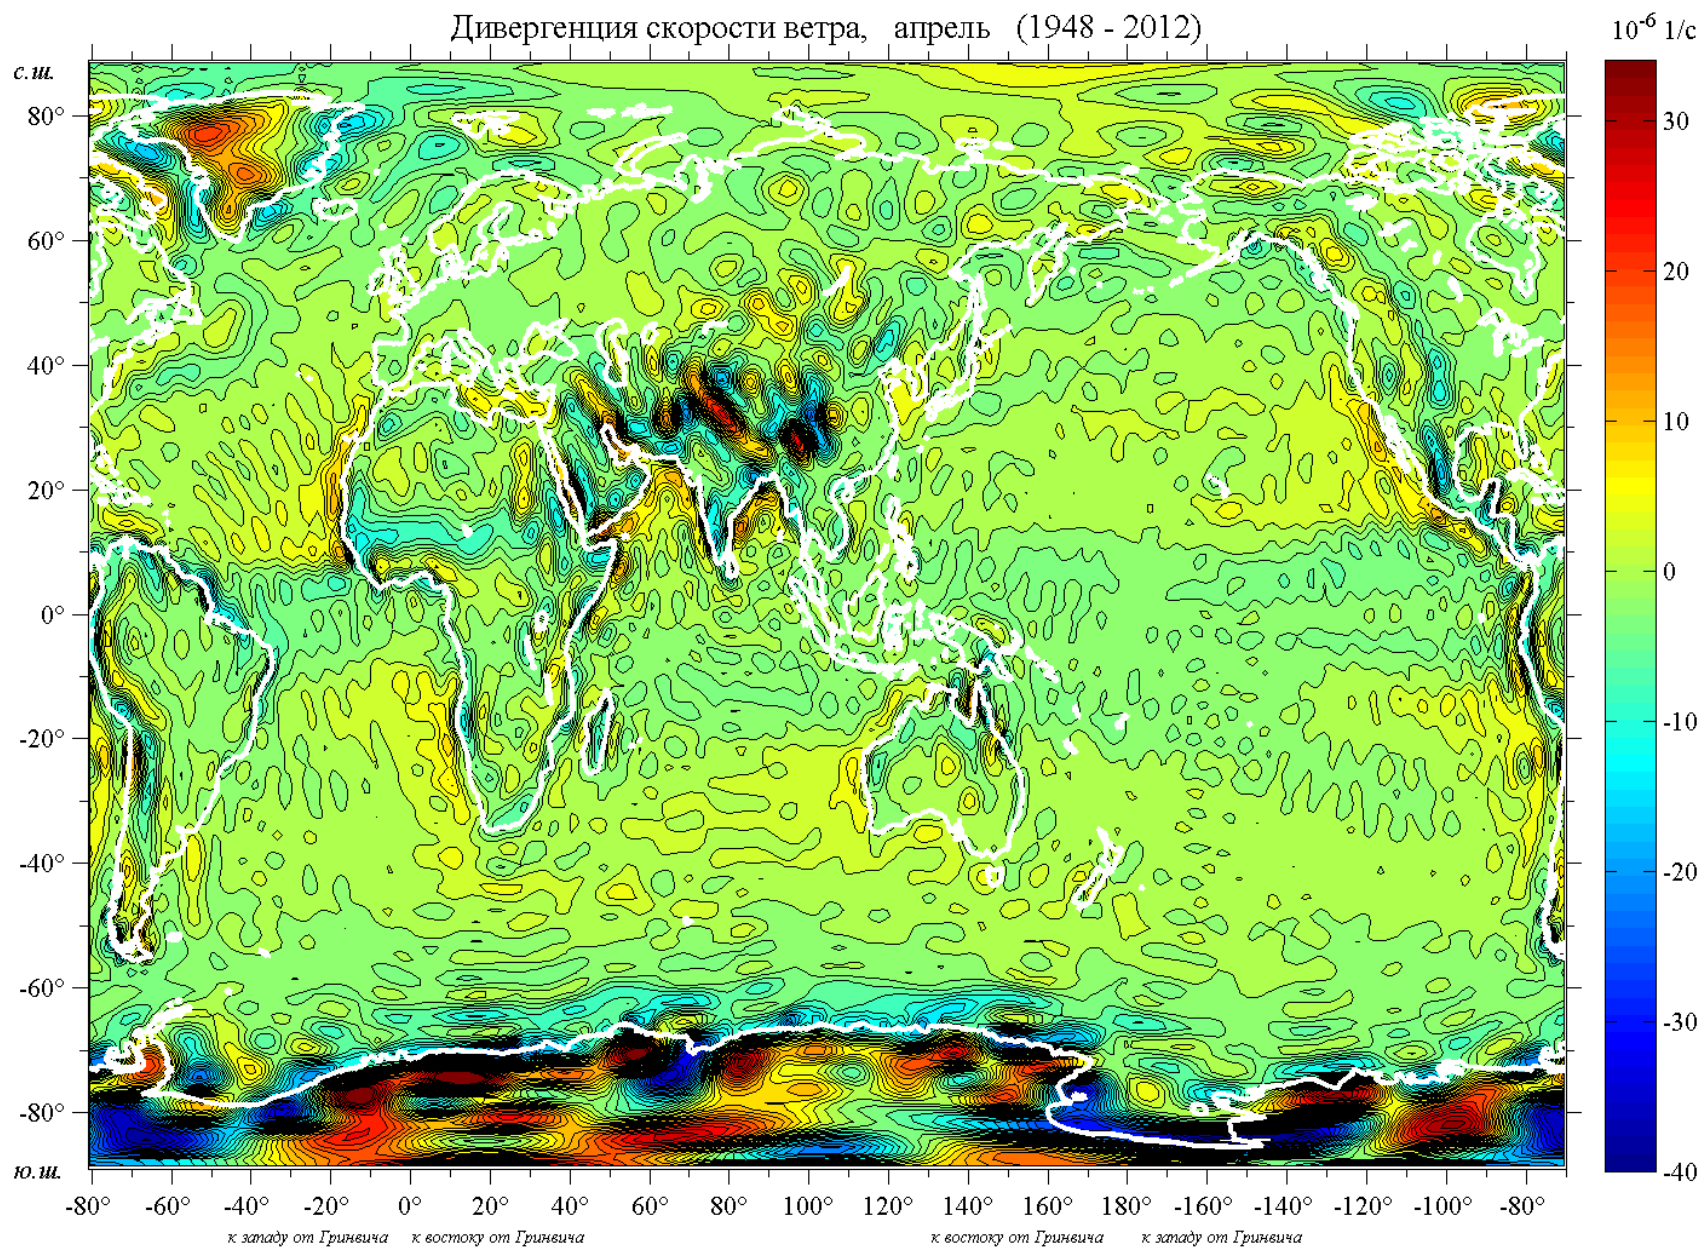 Дивергенция скорости ветра, апрель (1948 - 2012)
10⁻⁶ 1/с
с.ш.
80°
60°
40°
20°
0°
-20°
-40°
-60°
-80°
ю.ш.
30
20
10
0
-10
-20
-30
-40
-80° -60° -40° -20° 0° 20° 40° 60° 80° 100° 120° 140° 160° 180° -160° -140° -120° -100° -80°
к западу от Гринвича к востоку от Гринвича к востоку от Гринвича к западу от Гринвича